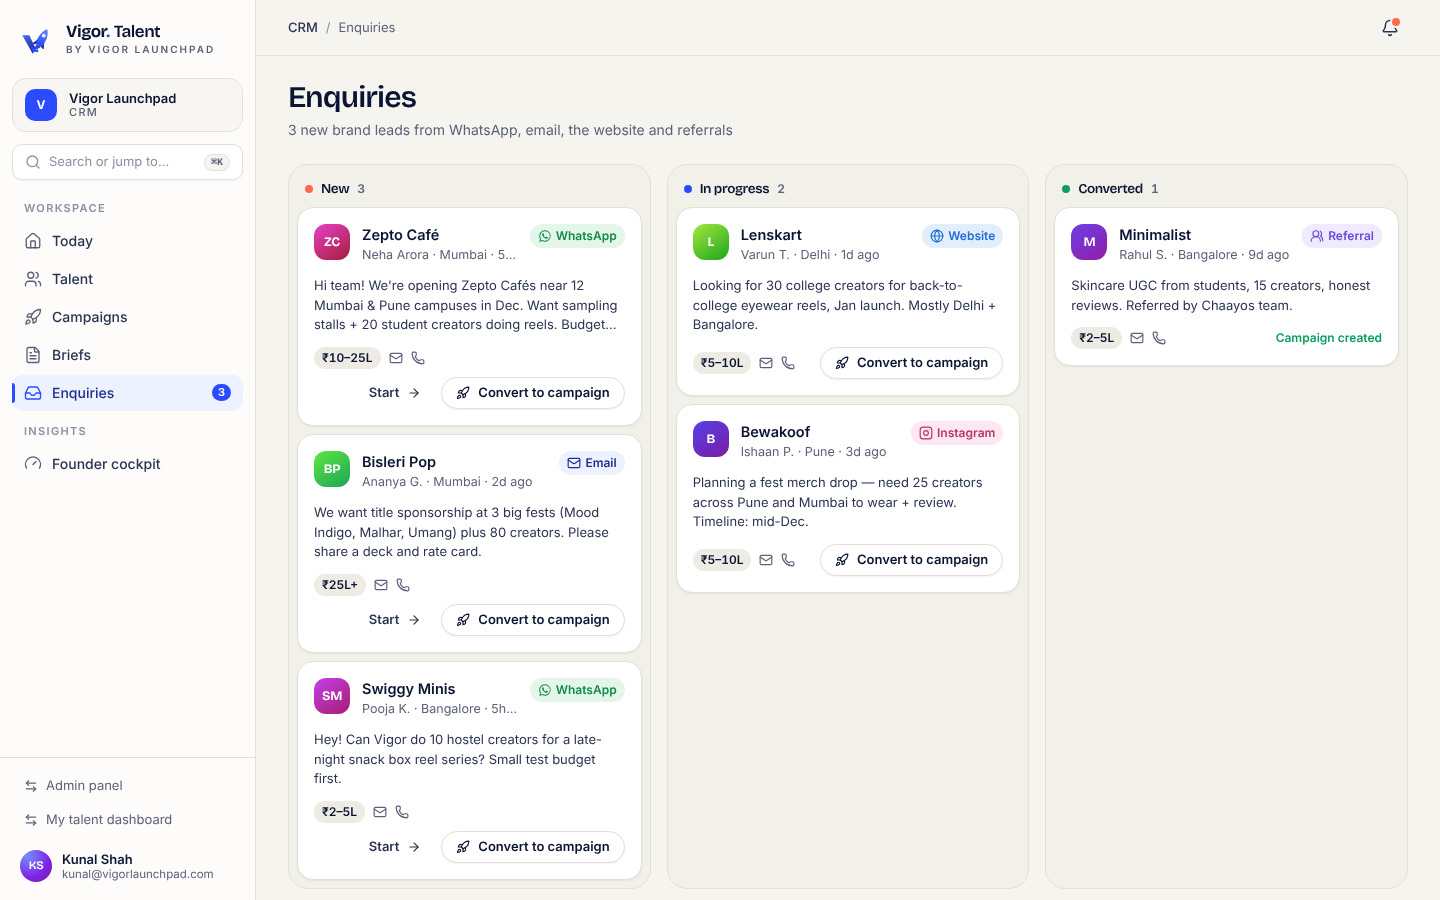 Vigor. Talent
BY VIGOR LAUNCHPAD
V
Vigor Launchpad
CRM
Search or jump to...
⌘K
WORKSPACE
Today
Talent
Campaigns
Briefs
Enquiries
3
INSIGHTS
Founder cockpit
Admin panel
My talent dashboard
KS
Kunal Shah
kunal@vigorlaunchpad.com
CRM / Enquiries
Enquiries
3 new brand leads from WhatsApp, email, the website and referrals
New 3
ZC
Zepto Café
WhatsApp
Neha Arora · Mumbai · 5...
Hi team! We're opening Zepto Cafés near 12
Mumbai & Pune campuses in Dec. Want sampling
stalls + 20 student creators doing reels. Budget...
₹10–25L
Start →
Convert to campaign
BP
Bisleri Pop
Email
Ananya G. · Mumbai · 2d ago
We want title sponsorship at 3 big fests (Mood
Indigo, Malhar, Umang) plus 80 creators. Please
share a deck and rate card.
₹25L+
Start →
Convert to campaign
SM
Swiggy Minis
WhatsApp
Pooja K. · Bangalore · 5h...
Hey! Can Vigor do 10 hostel creators for a late-
night snack box reel series? Small test budget
first.
₹2–5L
Start →
Convert to campaign
In progress 2
L
Lenskart
Website
Varun T. · Delhi · 1d ago
Looking for 30 college creators for back-to-
college eyewear reels, Jan launch. Mostly Delhi +
Bangalore.
₹5–10L
Convert to campaign
B
Bewakoof
Instagram
Ishaan P. · Pune · 3d ago
Planning a fest merch drop — need 25 creators
across Pune and Mumbai to wear + review.
Timeline: mid-Dec.
₹5–10L
Convert to campaign
Converted 1
M
Minimalist
Referral
Rahul S. · Bangalore · 9d ago
Skincare UGC from students, 15 creators, honest
reviews. Referred by Chaayos team.
₹2–5L
Campaign created